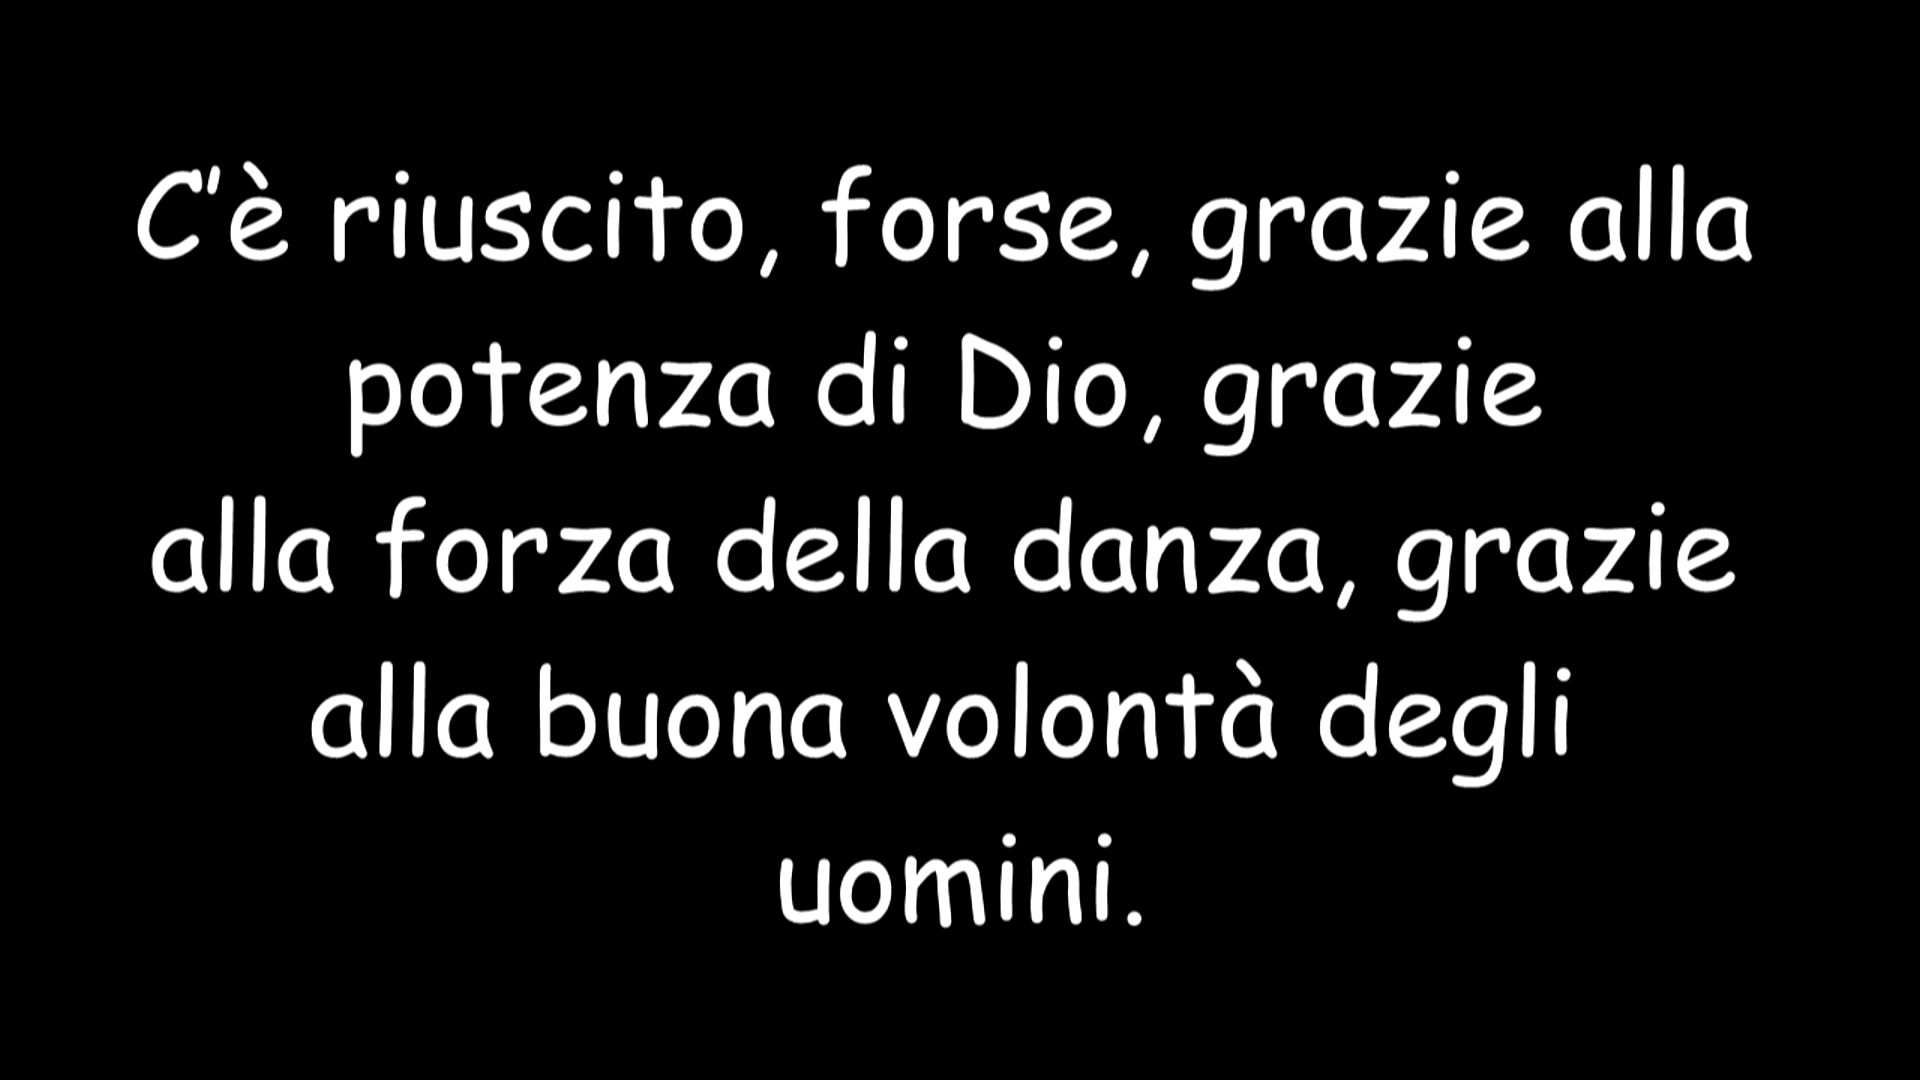 C'è riuscito, forse, grazie alla
potenza di Dio, grazie
alla forza della danza, grazie
alla buona volontà degli
uomini.